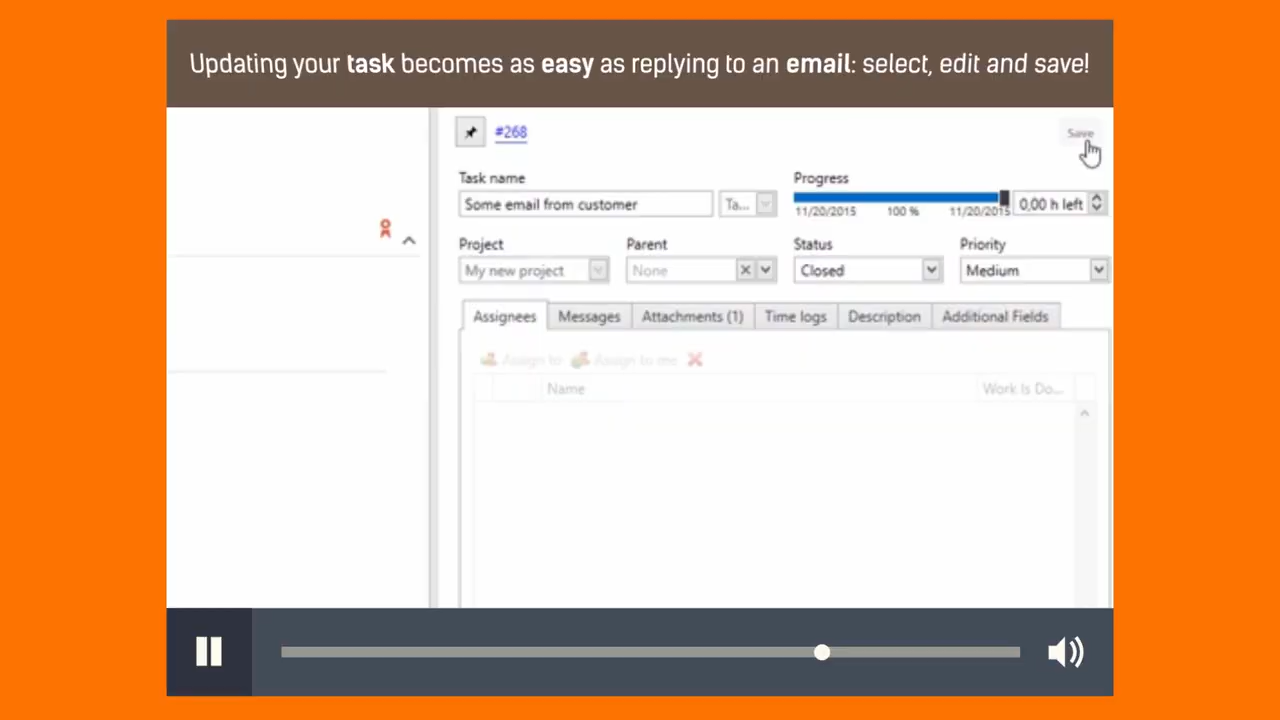 Updating your task becomes as easy as replying to an email: select, edit and save!
#268
Save
Task name
Progress
Some email from customer
Ta...
0,00 h left
11/20/2015
100 %
11/20/2015
Project
Parent
Status
Priority
My new project
None
Closed
Medium
Assignees
Messages
Attachments (1)
Time logs
Description
Additional Fields
Assign to
Assign to me
Name
Work Is Do...